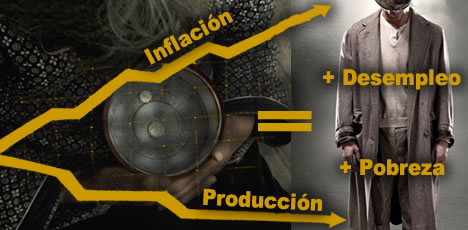 Inflación
=
+ Desempleo
+ Pobreza
Producción